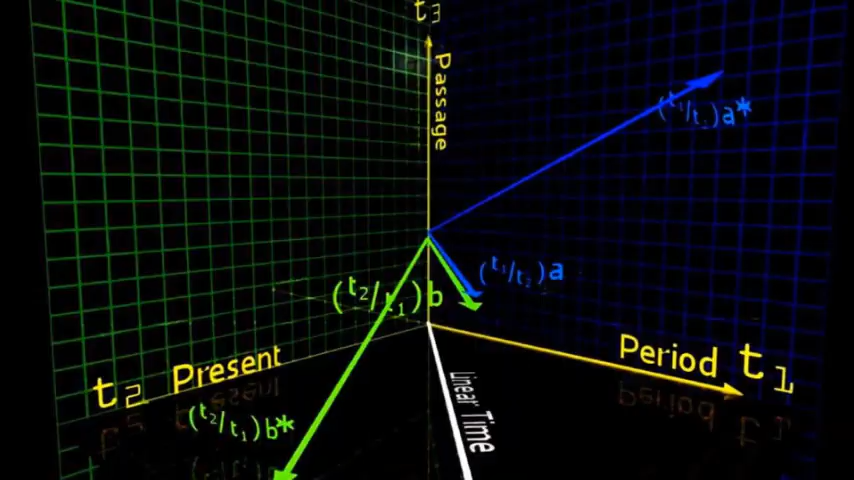 t₃
Passage
(t₁/t₂)a*
(t₁/t₂)a
(t₂/t₁)b
Period t₁
t₂ Present
Linear Time
(t₂/t₁)b*